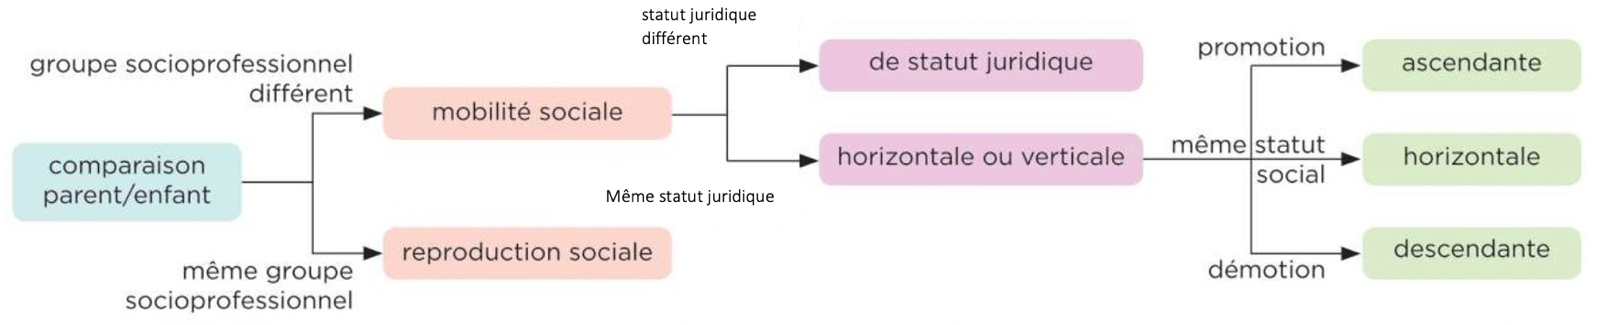 statut juridique
différent
groupe socioprofessionnel
différent
mobilité sociale
comparaison
parent/enfant
reproduction sociale
même groupe
socioprofessionnel
de statut juridique
horizontale ou verticale
Même statut juridique
promotion
ascendante
même statut
social
horizontale
démotion
descendante